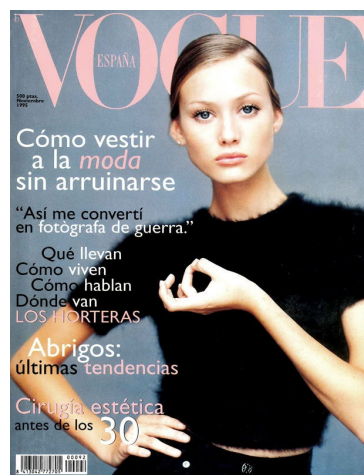 VOGUE
ESPAÑA
500 ptas.
Noviembre
1995
Cómo vestir
a la moda
sin arruinarse
“Así me convertí
en fotógrafa de guerra.”
Qué llevan
Cómo viven
Cómo hablan
Dónde van
LOS HORTERAS
Abrigos:
últimas tendencias
Cirugía estética
antes de los 30
00092